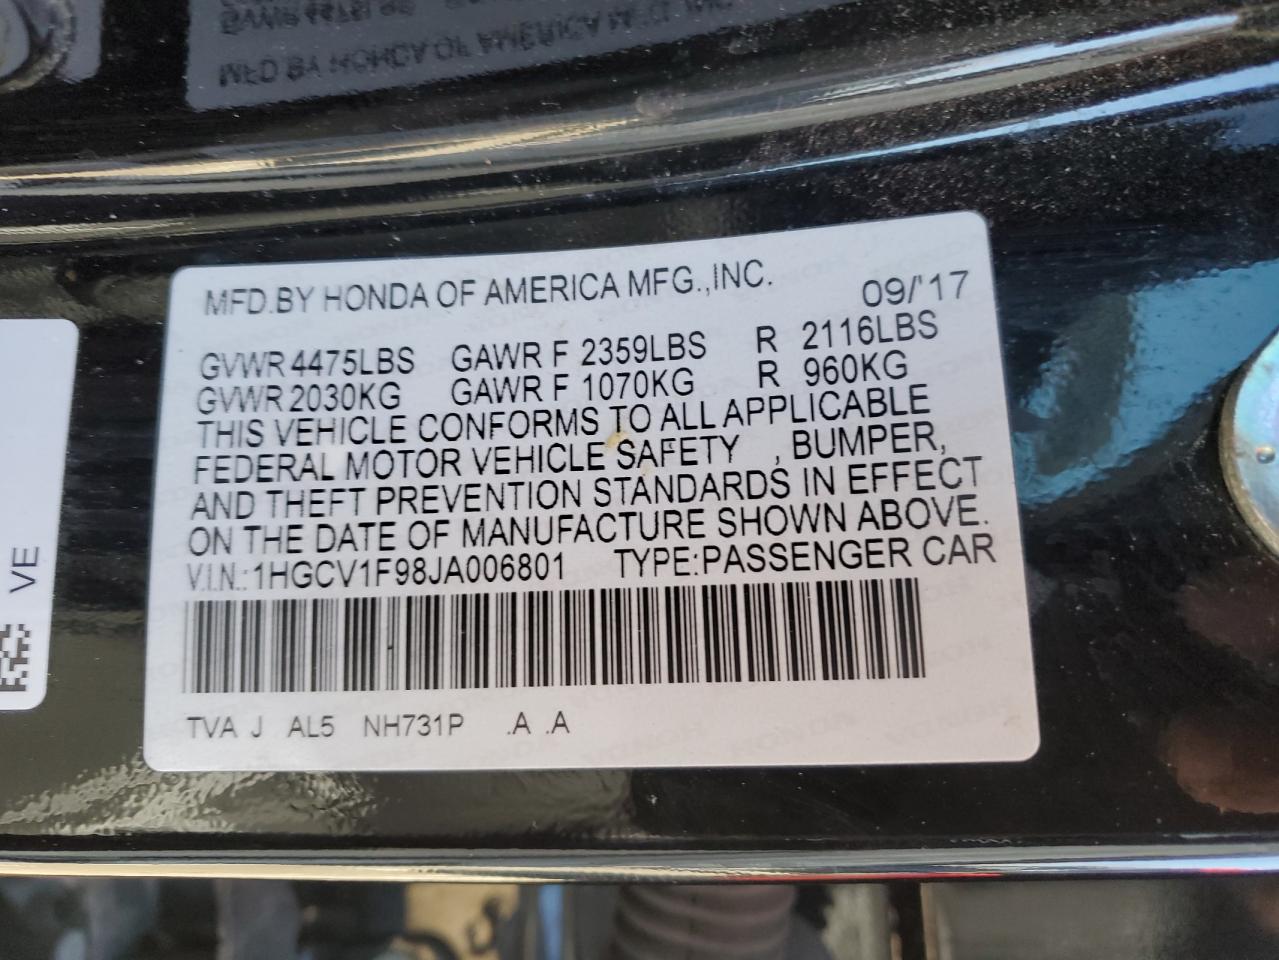 MFD.BY HONDA OF AMERICA MFG.,INC.
09/'17
GVWR 4475LBS GAWR F 2359LBS R 2116LBS
GVWR 2030KG GAWR F 1070KG R 960KG
THIS VEHICLE CONFORMS TO ALL APPLICABLE
FEDERAL MOTOR VEHICLE SAFETY , BUMPER,
AND THEFT PREVENTION STANDARDS IN EFFECT
ON THE DATE OF MANUFACTURE SHOWN ABOVE.
V.I.N.:1HGCV1F98JA006801 TYPE:PASSENGER CAR
TVA J AL5 NH731P .A .A
VE